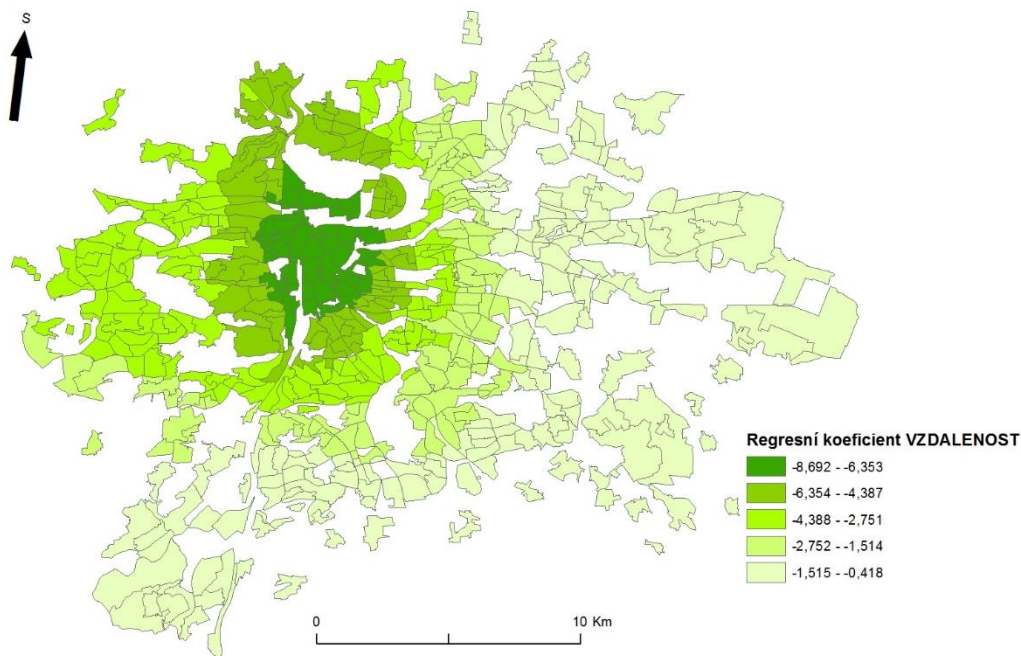 S
Regresní koeficient VZDALENOST
-8,692 - -6,353
-6,354 - -4,387
-4,388 - -2,751
-2,752 - -1,514
-1,515 - -0,418
0 10 Km